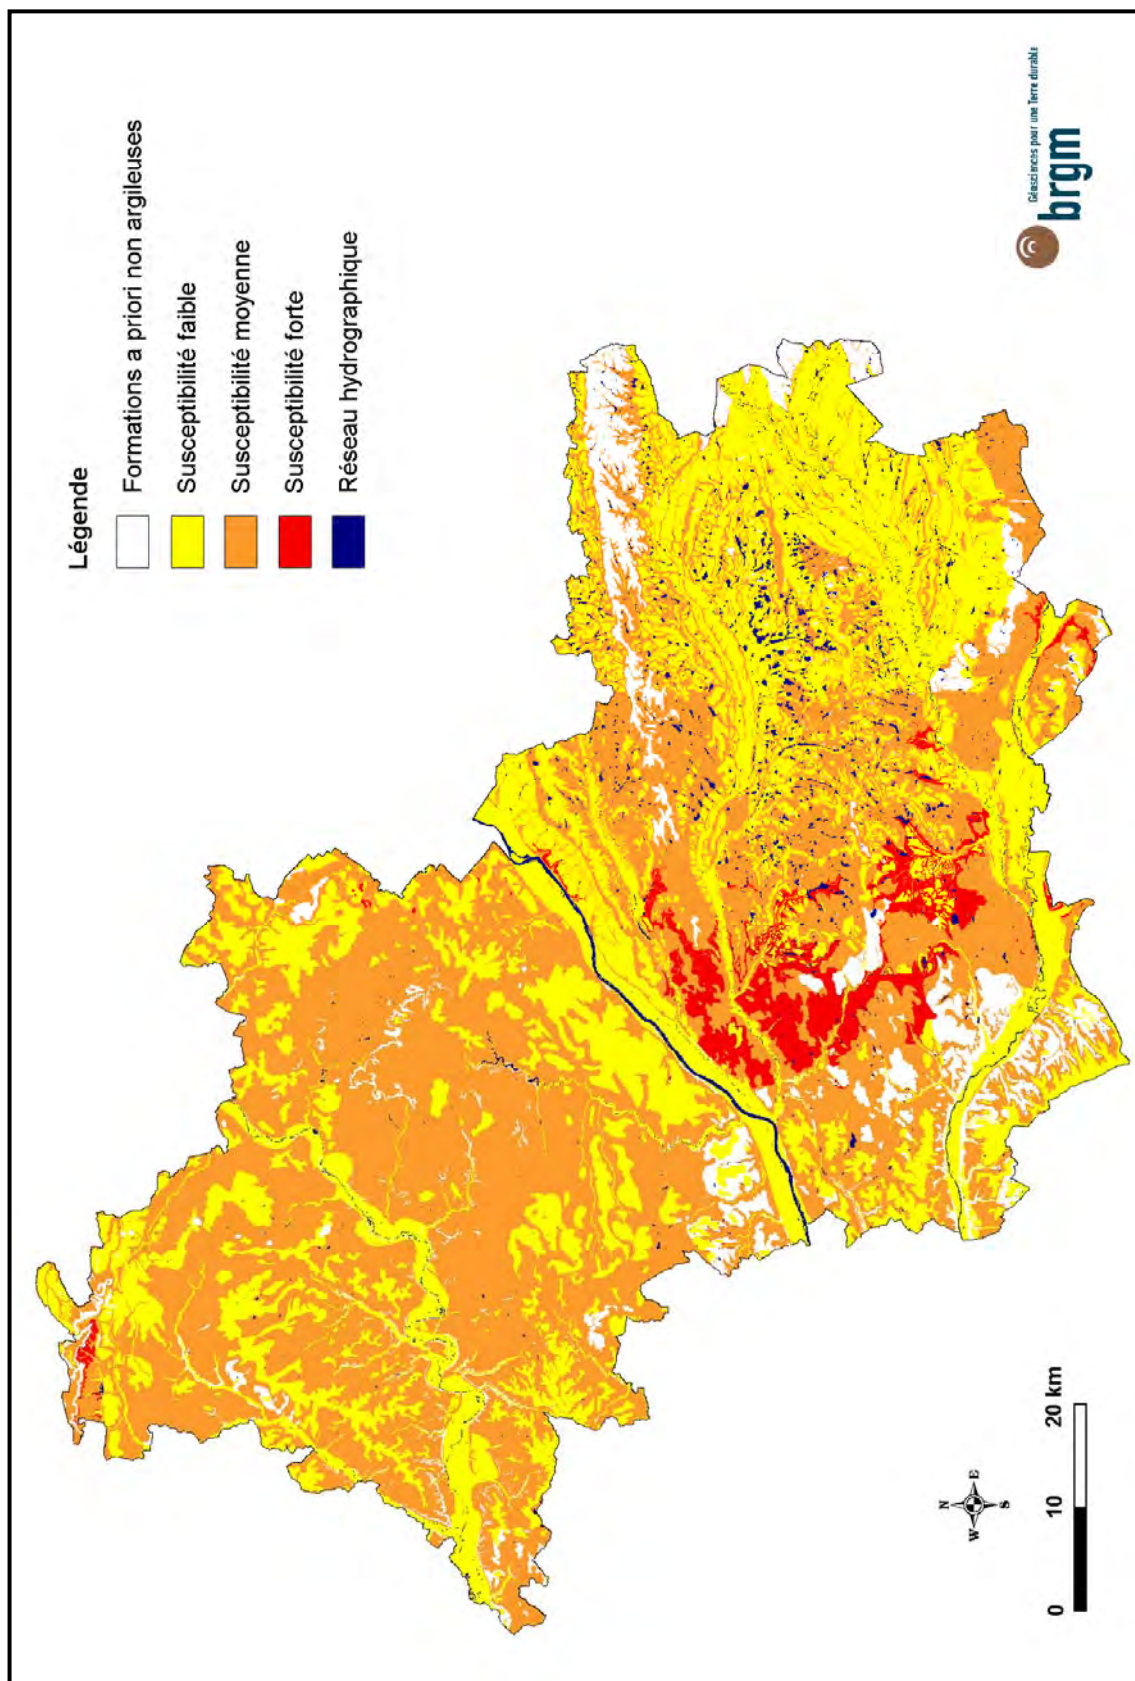 Légende
Formations a priori non argileuses
Susceptibilité faible
Susceptibilité moyenne
Susceptibilité forte
Réseau hydrographique
Géosciences pour une Terre durable
brgm
N
W E
S
0 10 20 km